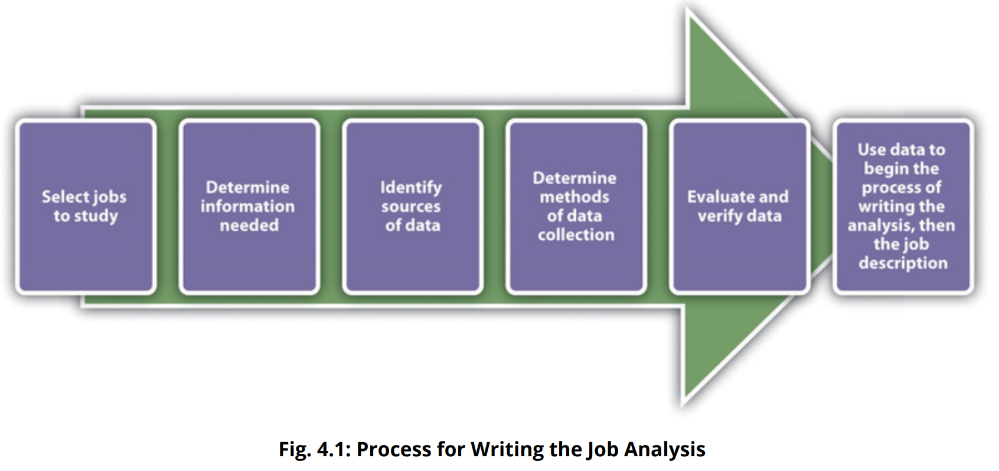 Select jobs
to study
Determine
information
needed
Identify
sources
of data
Determine
methods
of data
collection
Evaluate and
verify data
Use data to
begin the
process of
writing the
analysis, then
the job
description
Fig. 4.1: Process for Writing the Job Analysis